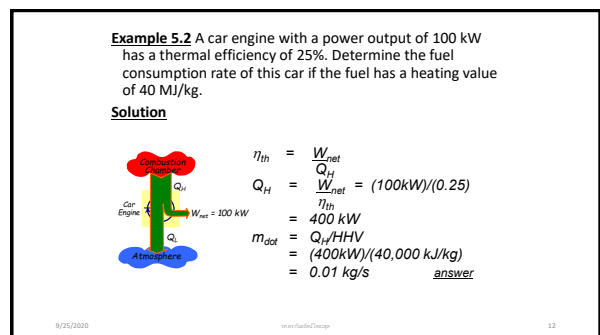 Example 5.2 A car engine with a power output of 100 kW
has a thermal efficiency of 25%. Determine the fuel
consumption rate of this car if the fuel has a heating value
of 40 MJ/kg.
Solution
Combustion
Chamber
Q_H
Car
Engine
W_net = 100 kW
Q_L
Atmosphere
η_th = W_net
Q_H
Q_H = W_net = (100kW)/(0.25)
η_th
= 400 kW
m_dot = Q_H/HHV
= (400kW)/(40,000 kJ/kg)
= 0.01 kg/s answer
9/25/2020
12